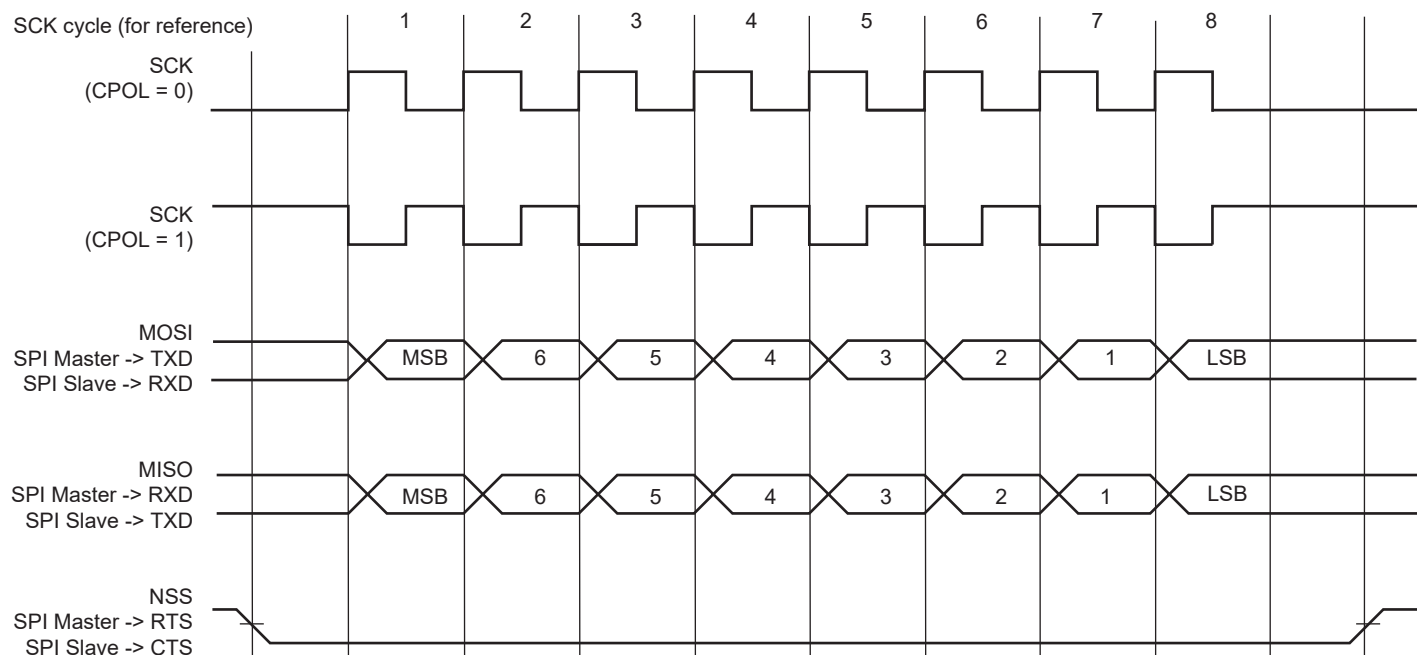 SCK cycle (for reference) 1 2 3 4 5 6 7 8
SCK
(CPOL = 0)
SCK
(CPOL = 1)
MOSI
SPI Master -> TXD
SPI Slave -> RXD
MSB 6 5 4 3 2 1 LSB
MISO
SPI Master -> RXD
SPI Slave -> TXD
MSB 6 5 4 3 2 1 LSB
NSS
SPI Master -> RTS
SPI Slave -> CTS